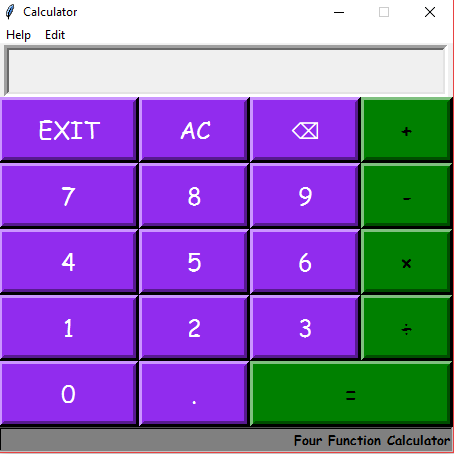 Calculator
Help Edit
EXIT AC ⌫ +
7 8 9 -
4 5 6 ×
1 2 3 ÷
0 . =
Four Function Calculator